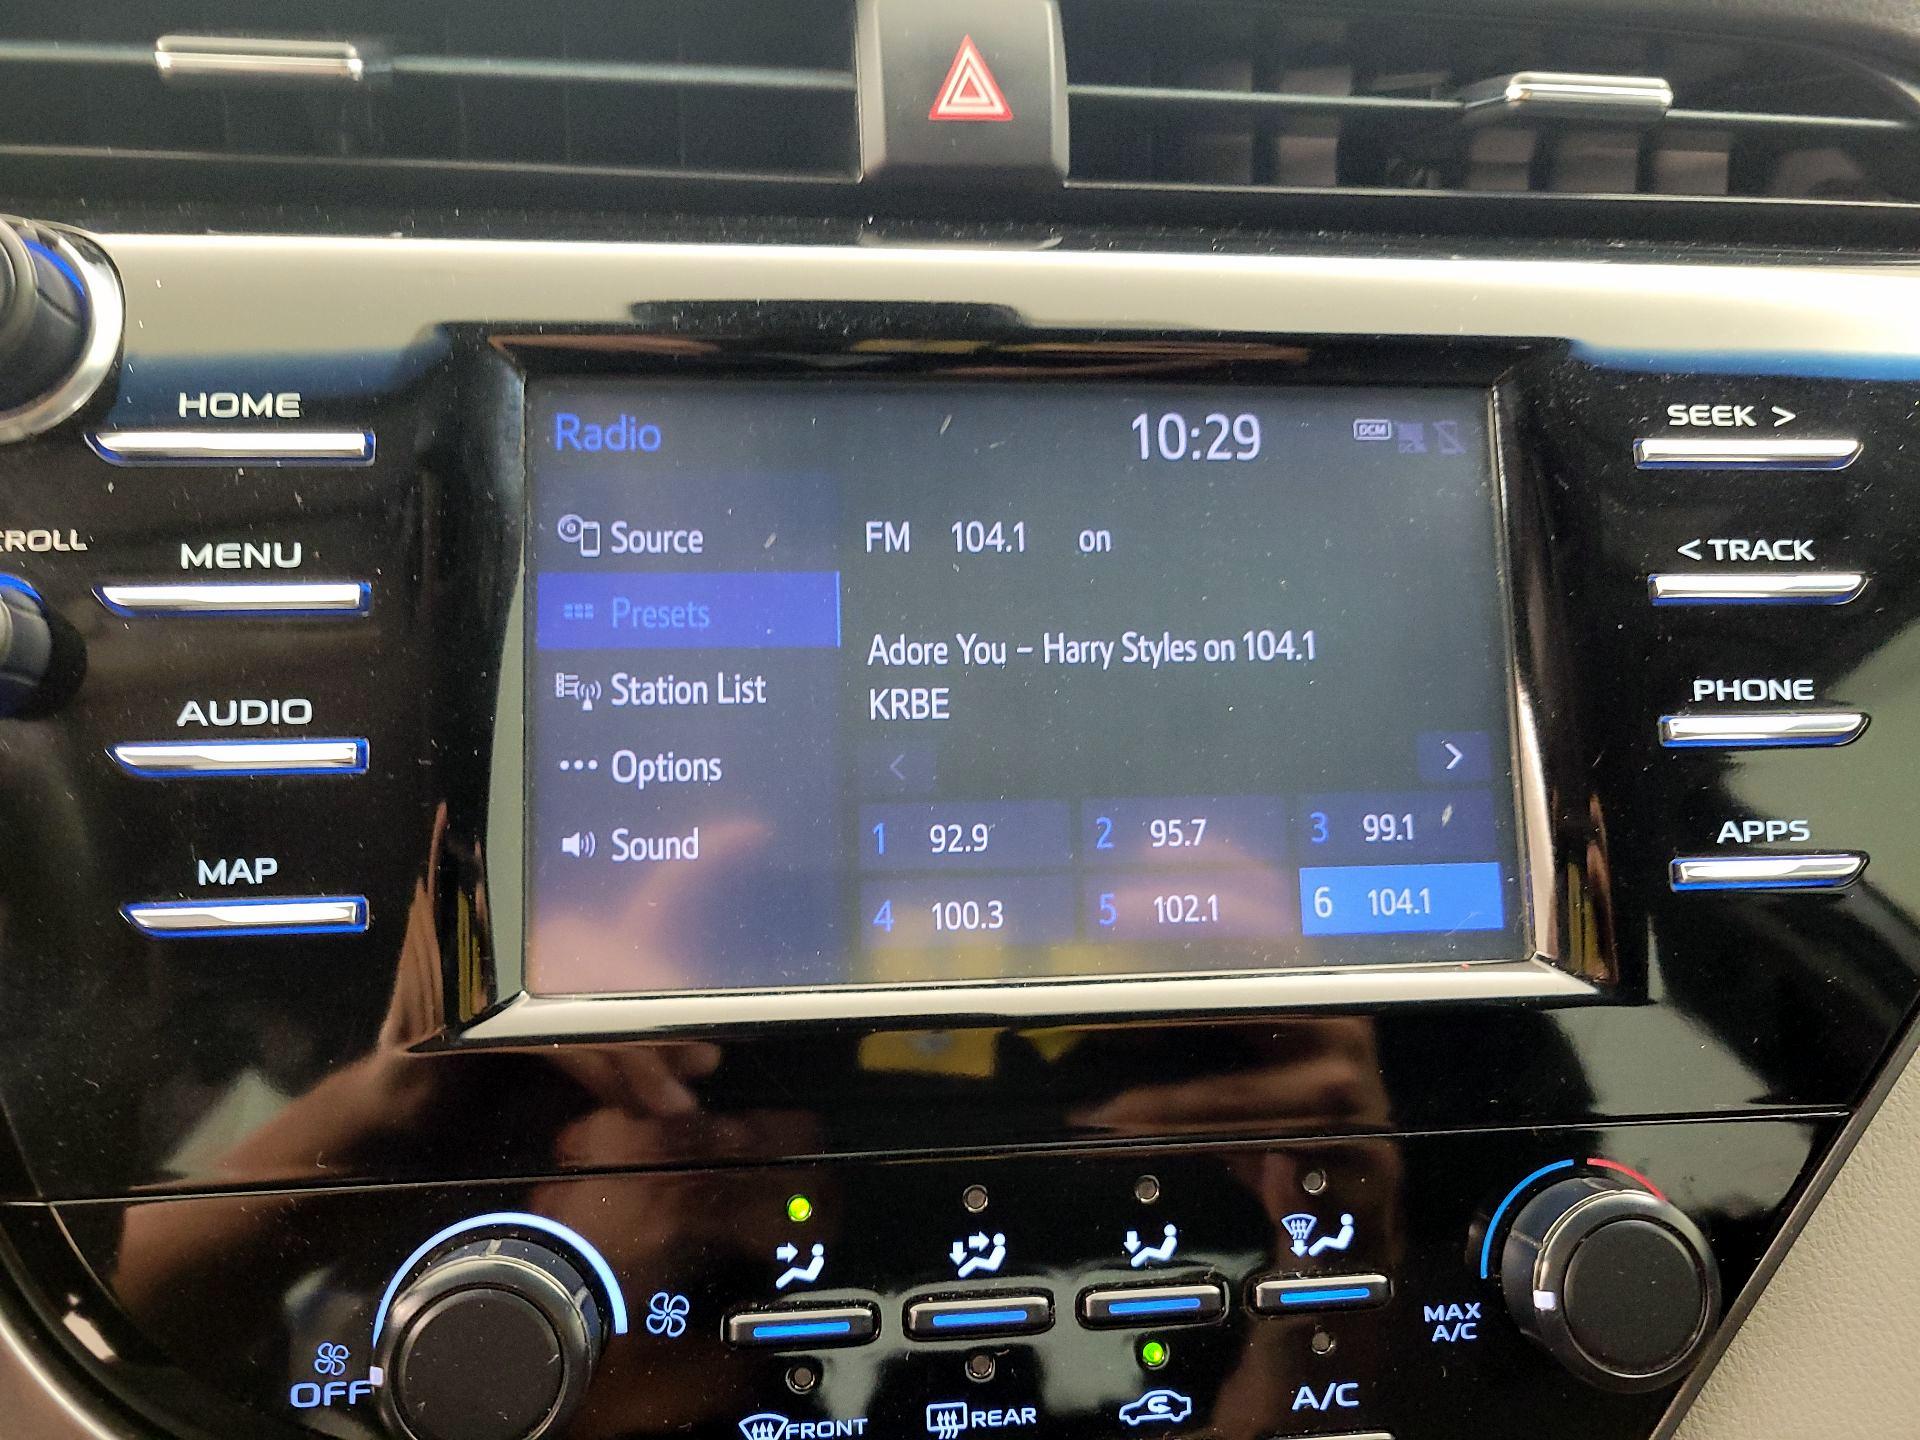 HOME
MENU
AUDIO
MAP
Radio 10:29 DCM
Source
Presets
Station List
Options
Sound
FM 104.1 on
Adore You – Harry Styles on 104.1
KRBE
< >
1 92.9 2 95.7 3 99.1
4 100.3 5 102.1 6 104.1
SEEK >
< TRACK
PHONE
APPS
OFF
MAX
A/C
FRONT
REAR
A/C